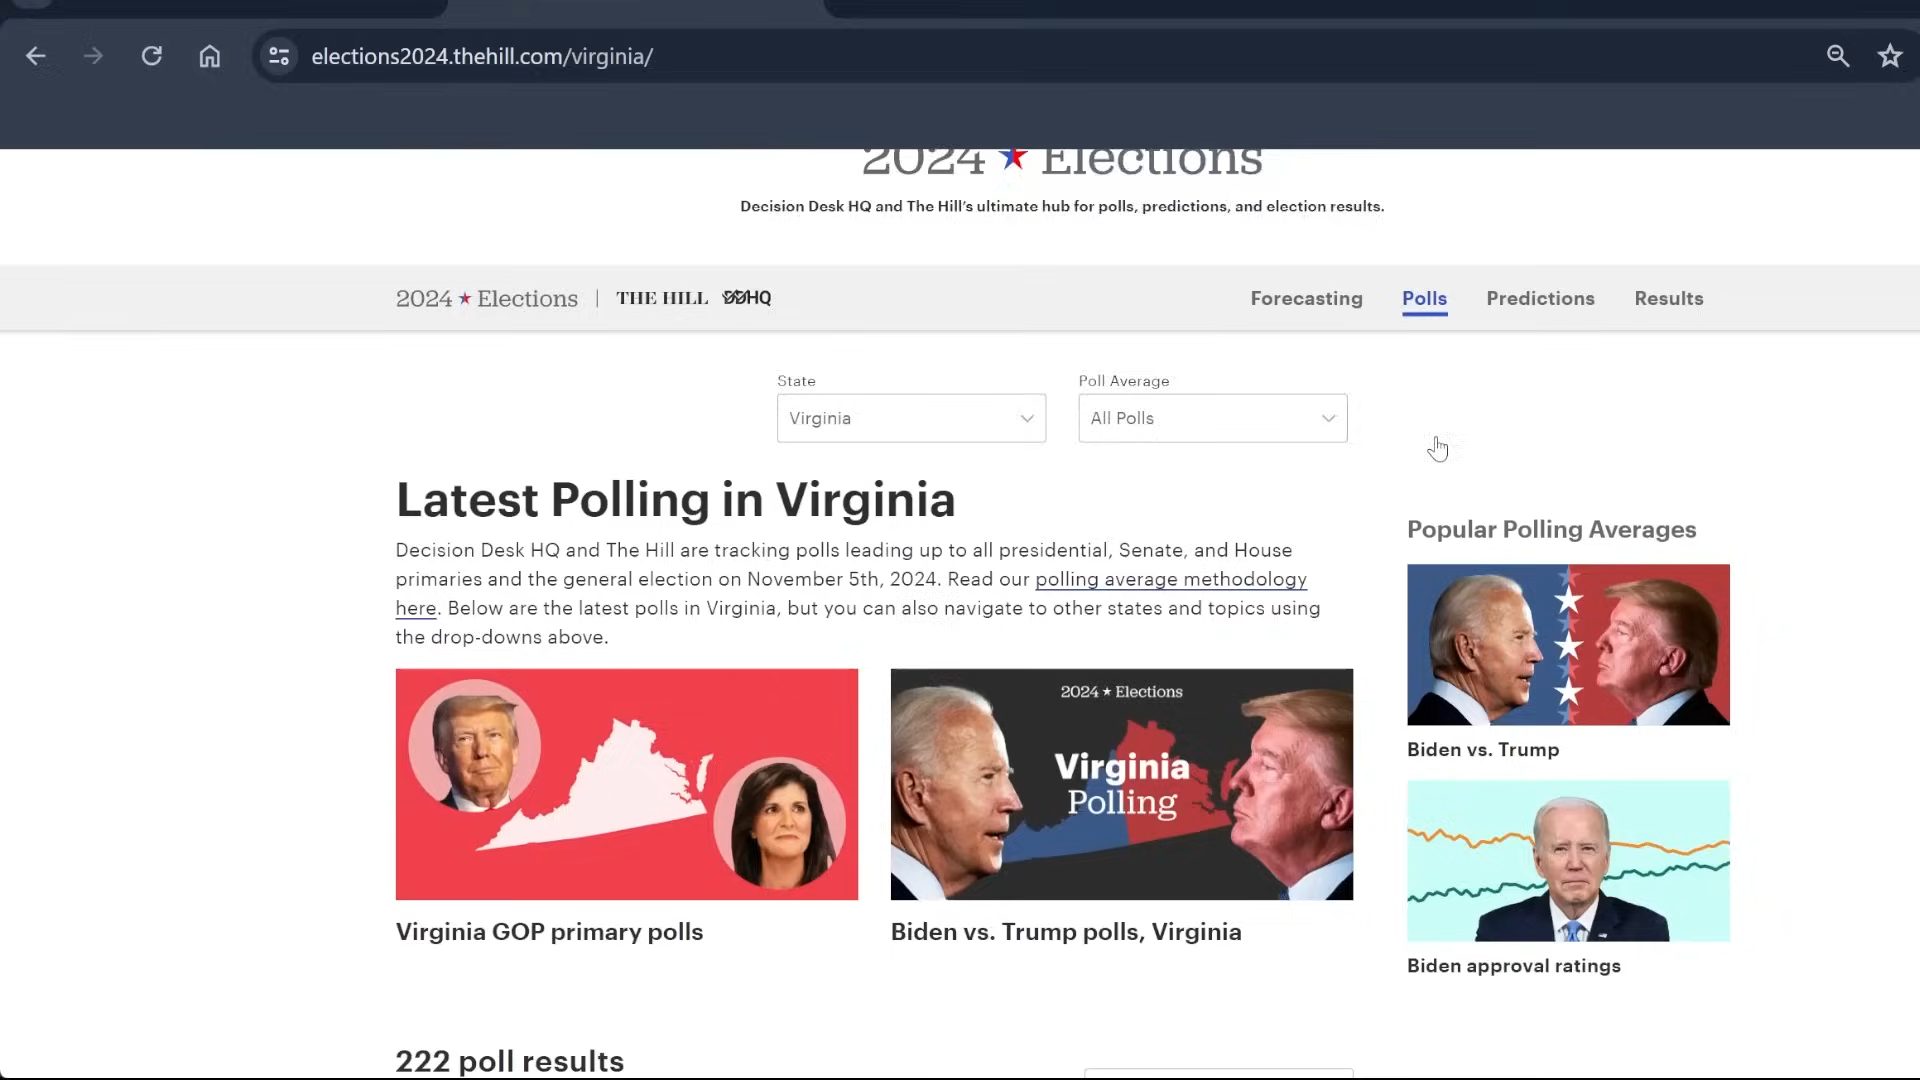 elections2024.thehill.com/virginia/
2024 Elections
Decision Desk HQ and The Hill's ultimate hub for polls, predictions, and election results.
2024 Elections | THE HILL DDHQ
Forecasting Polls Predictions Results
State
Virginia
Poll Average
All Polls
Latest Polling in Virginia
Decision Desk HQ and The Hill are tracking polls leading up to all presidential, Senate, and House
primaries and the general election on November 5th, 2024. Read our polling average methodology
here. Below are the latest polls in Virginia, but you can also navigate to other states and topics using
the drop-downs above.
Virginia GOP primary polls
2024 Elections
Virginia
Polling
Biden vs. Trump polls, Virginia
Popular Polling Averages
Biden vs. Trump
Biden approval ratings
222 poll results